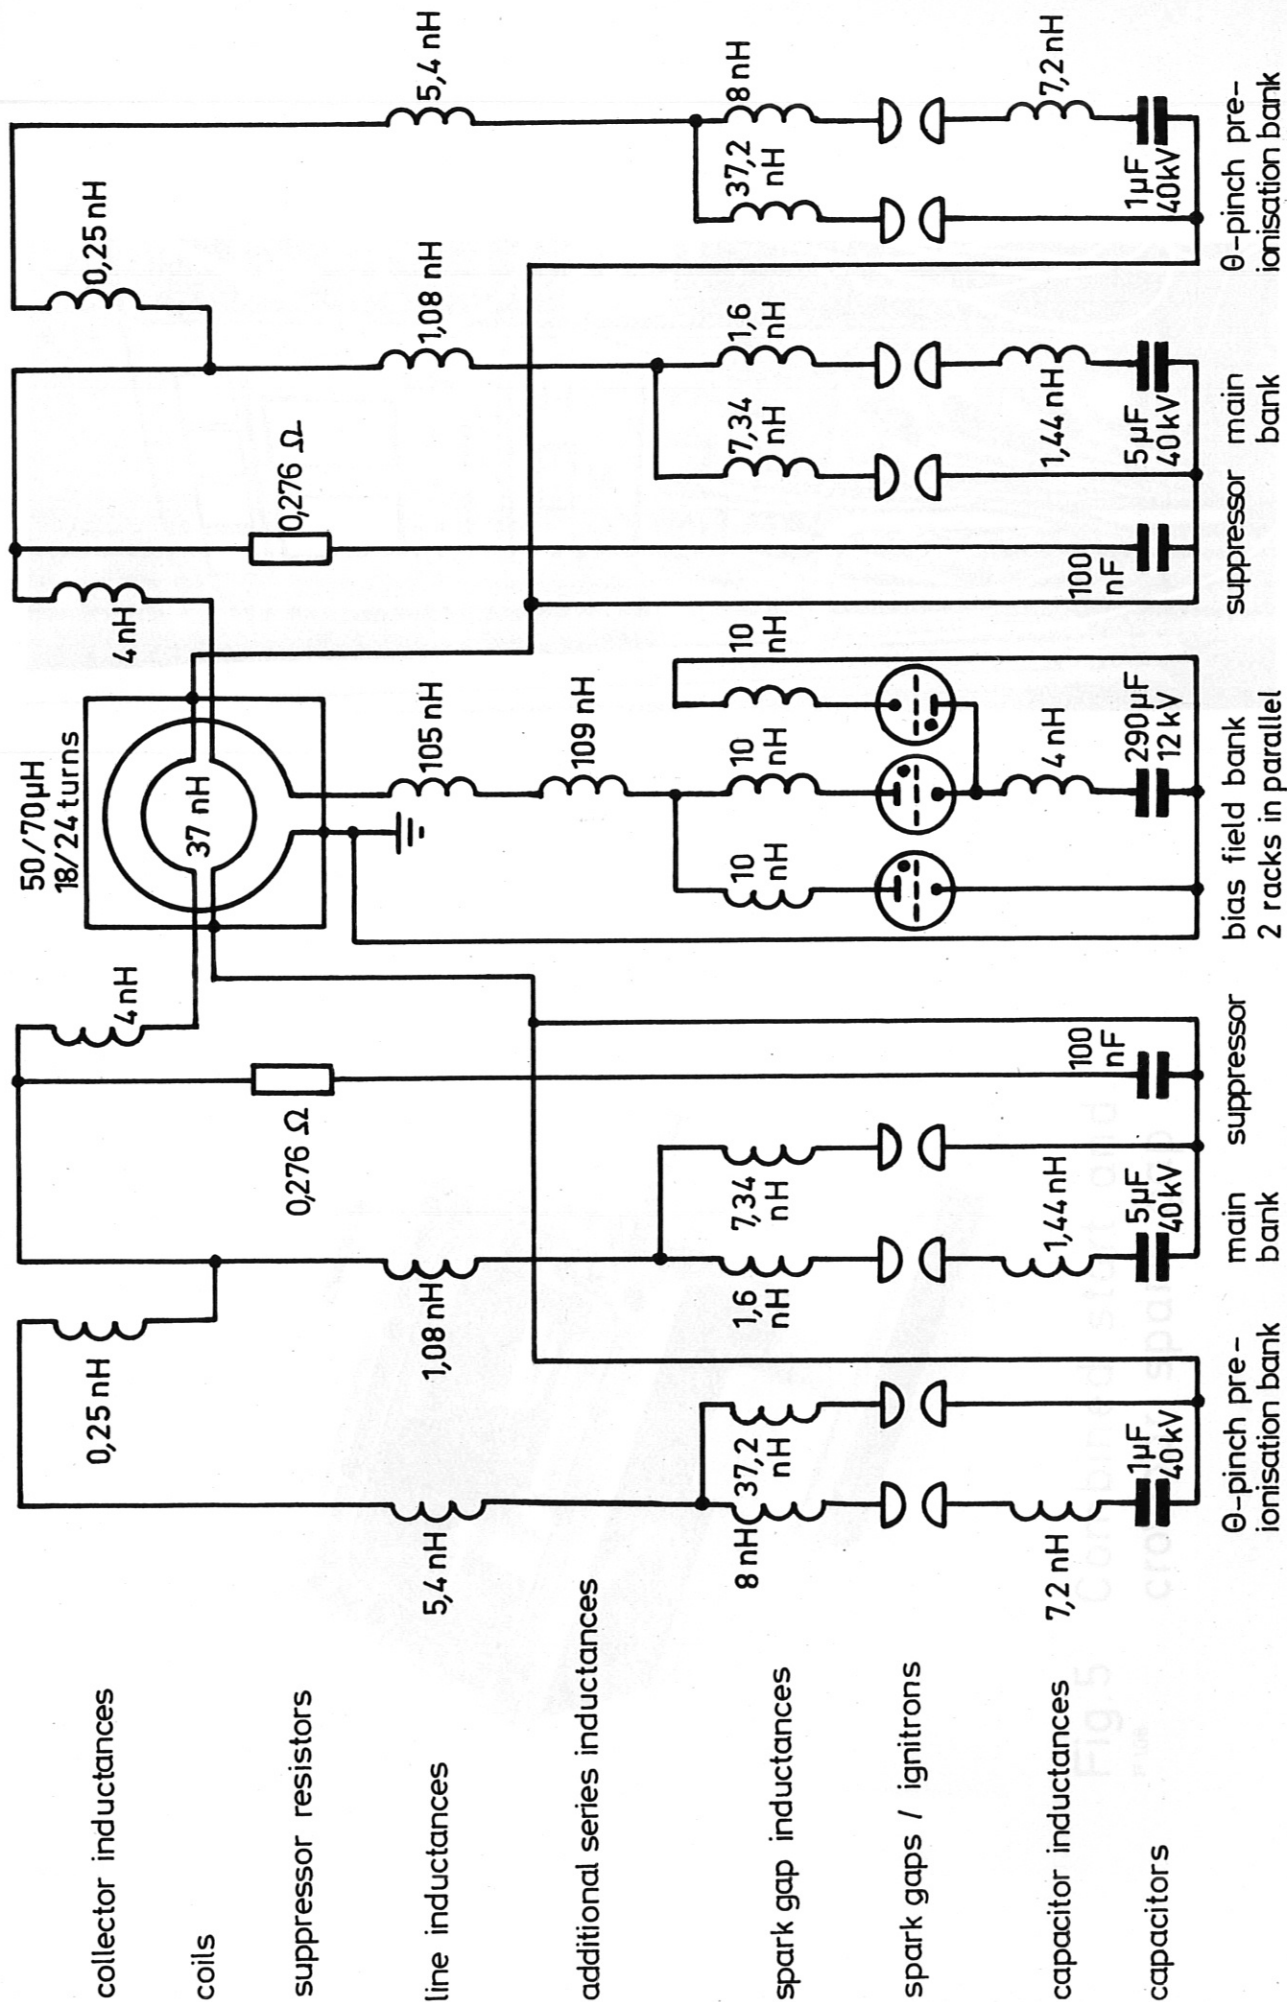 collector inductances
coils
suppressor resistors
line inductances
additional series inductances
spark gap inductances
spark gaps / ignitrons
capacitor inductances
capacitors
0,25 nH
5,4 nH
8 nH
37,2
nH
7,2 nH
1µF
40kV
θ-pinch pre-
ionisation bank
0,276 Ω
1,08 nH
1,6
nH
7,34
nH
1,44 nH
5µF
40kV
main
bank
4 nH
100
nF
suppressor
50/70µH
18/24 turns
37 nH
105 nH
109 nH
10
nH
10
nH
10
nH
4 nH
290µF
12 kV
bias field bank
2 racks in parallel
4 nH
0,276 Ω
100
nF
suppressor
1,08 nH
7,34
nH
1,6
nH
1,44 nH
5µF
40kV
main
bank
0,25 nH
5,4 nH
37,2
nH
8 nH
7,2 nH
1µF
40kV
θ-pinch pre-
ionisation bank